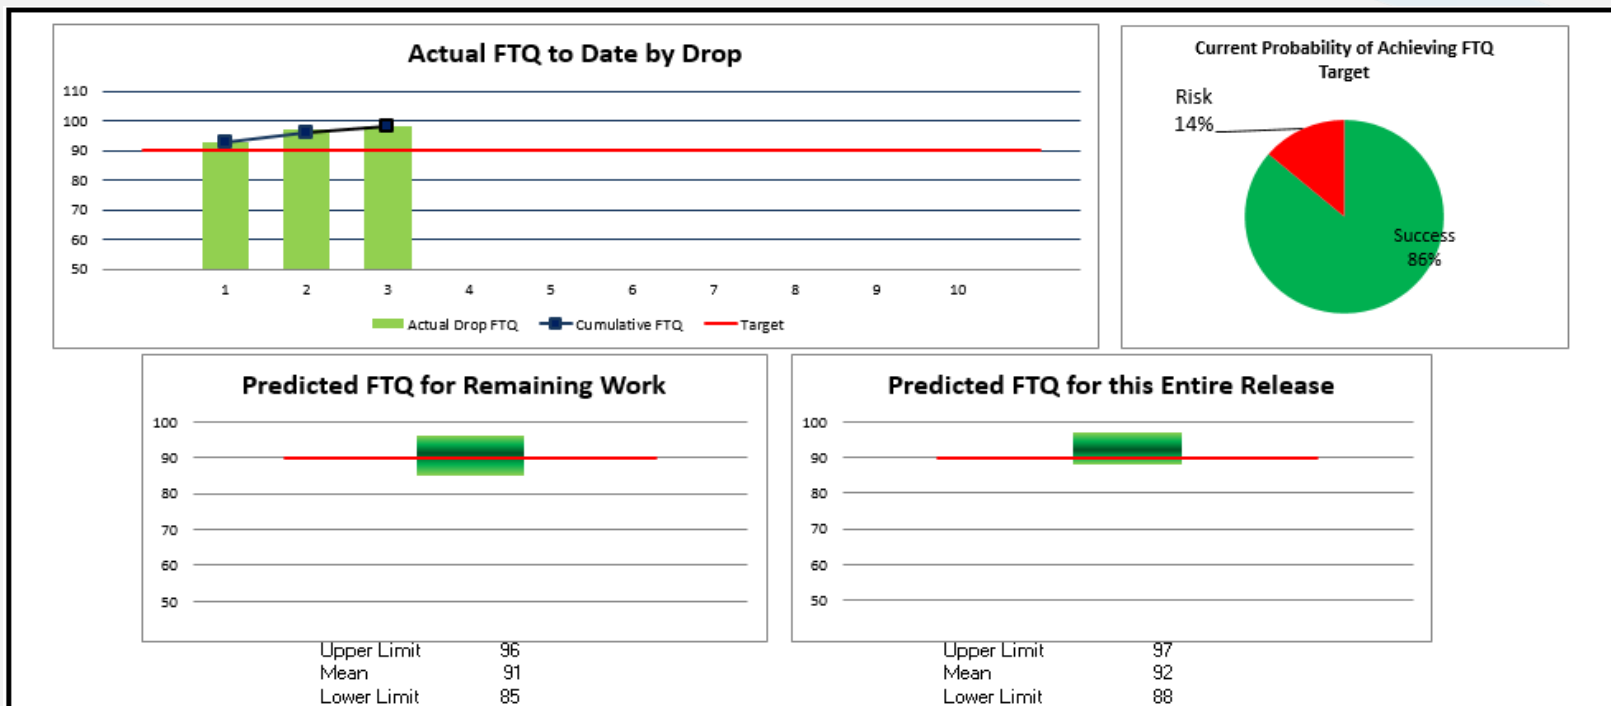 Actual FTQ to Date by Drop
110
100
90
80
70
60
50
1 2 3 4 5 6 7 8 9 10
Actual Drop FTQ Cumulative FTQ Target
Current Probability of Achieving FTQ
Target
Risk
14%
Success
86%
Predicted FTQ for Remaining Work
100
90
80
70
60
50
Upper Limit 96
Mean 91
Lower Limit 85
Predicted FTQ for this Entire Release
100
90
80
70
60
50
Upper Limit 97
Mean 92
Lower Limit 88